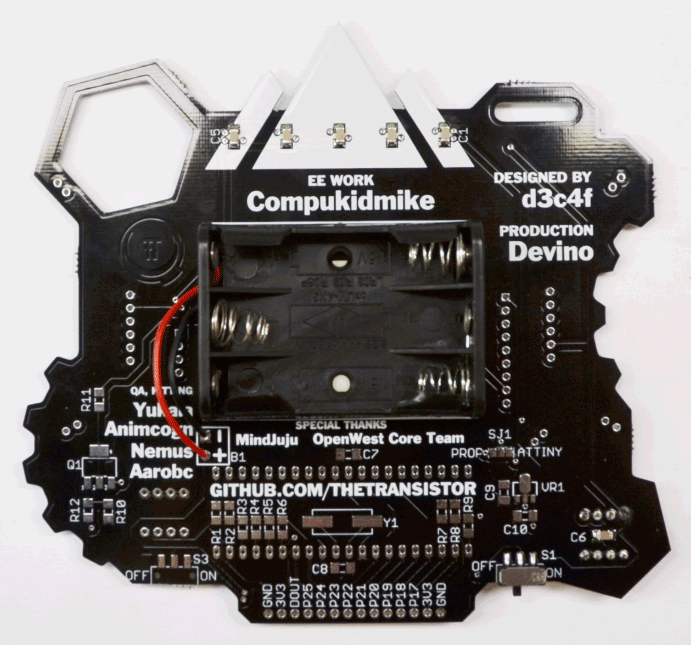 C5
C1
EE WORK
Compukidmike
DESIGNED BY
d3c4f
PRODUCTION
Devino
R11
Animcogn
Nemus
Aarobc
SPECIAL THANKS
MindJuju OpenWest Core Team
B1
C7
SJ1
ATTINY
Q1
R12
R10
GITHUB.COM/THETRANSISTOR
C9
VR1
C10
R1
R2
R3
R4
R5
R6
Y1
R7
R8
R9
C6
C8
S3
OFF ON
S1
OFF ON
GND
3V3
DOUT
P25
P24
P23
P22
P21
P20
P19
P18
P17
3V3
GND